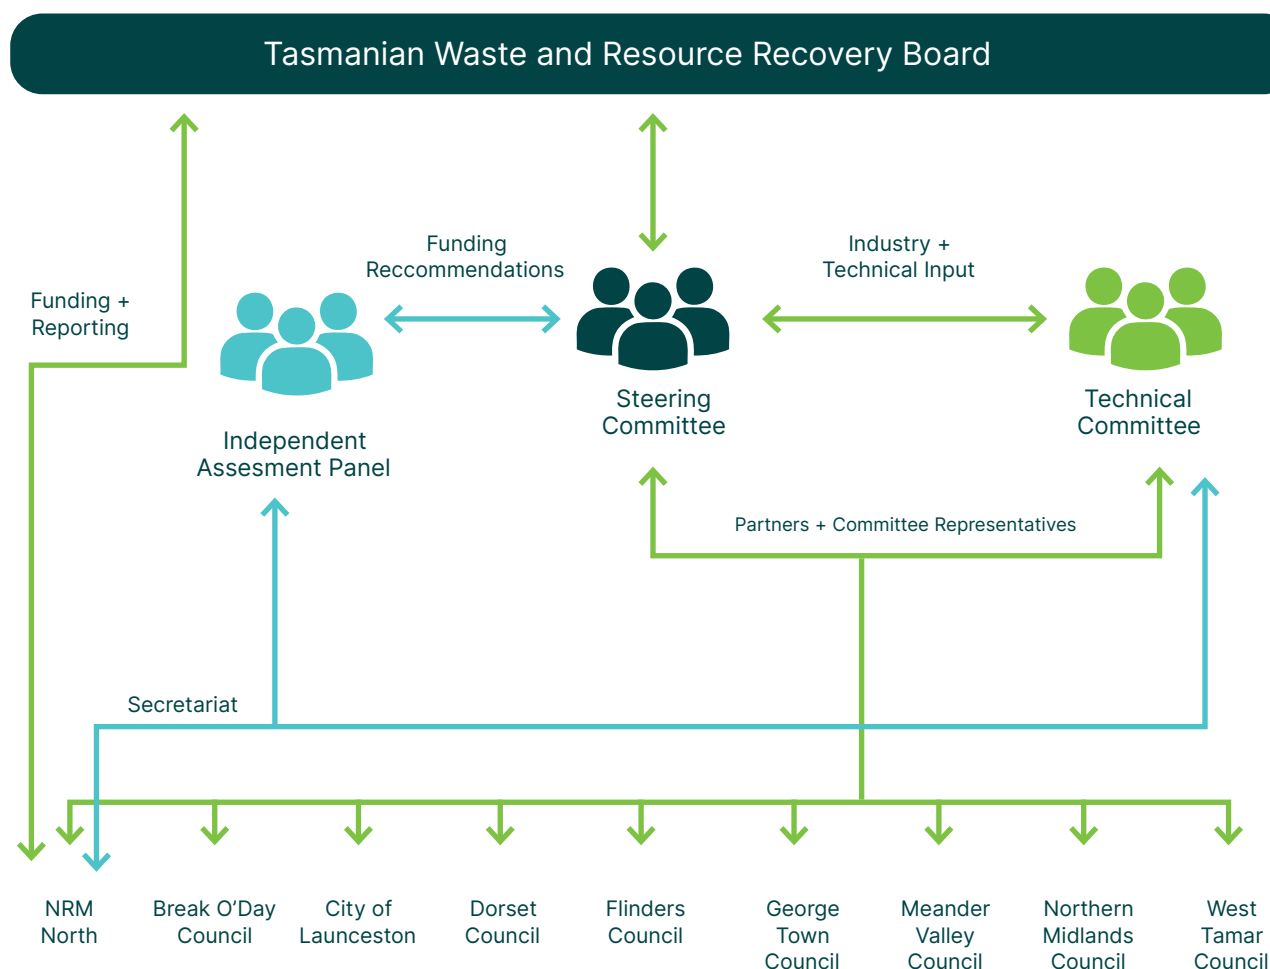 Tasmanian Waste and Resource Recovery Board
Funding
Reccommendations
Industry +
Technical Input
Funding +
Reporting
Steering
Committee
Technical
Committee
Independent
Assesment Panel
Partners + Committee Representatives
Secretariat
NRM
North
Break O’Day
Council
City of
Launceston
Dorset
Council
Flinders
Council
George
Town
Council
Meander
Valley
Council
Northern
Midlands
Council
West
Tamar
Council